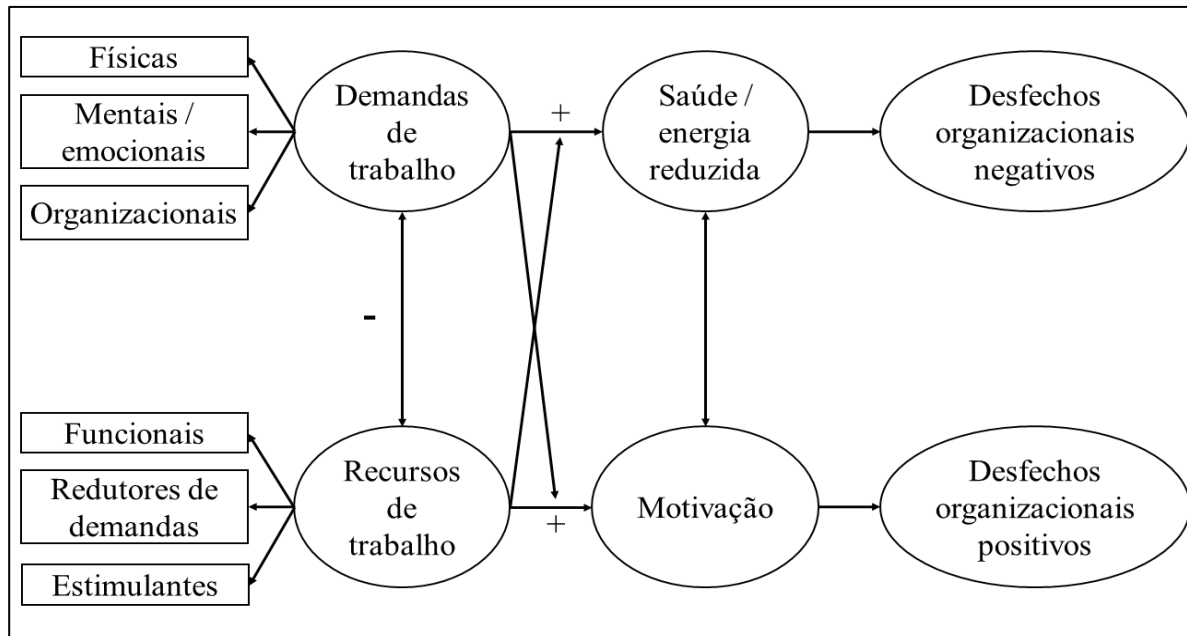 Físicas
Mentais /
emocionais
Organizacionais
Demandas
de
trabalho
+
Saúde /
energia
reduzida
Desfechos
organizacionais
negativos
-
Funcionais
Redutores de
demandas
Estimulantes
Recursos
de
trabalho
+
Motivação
Desfechos
organizacionais
positivos